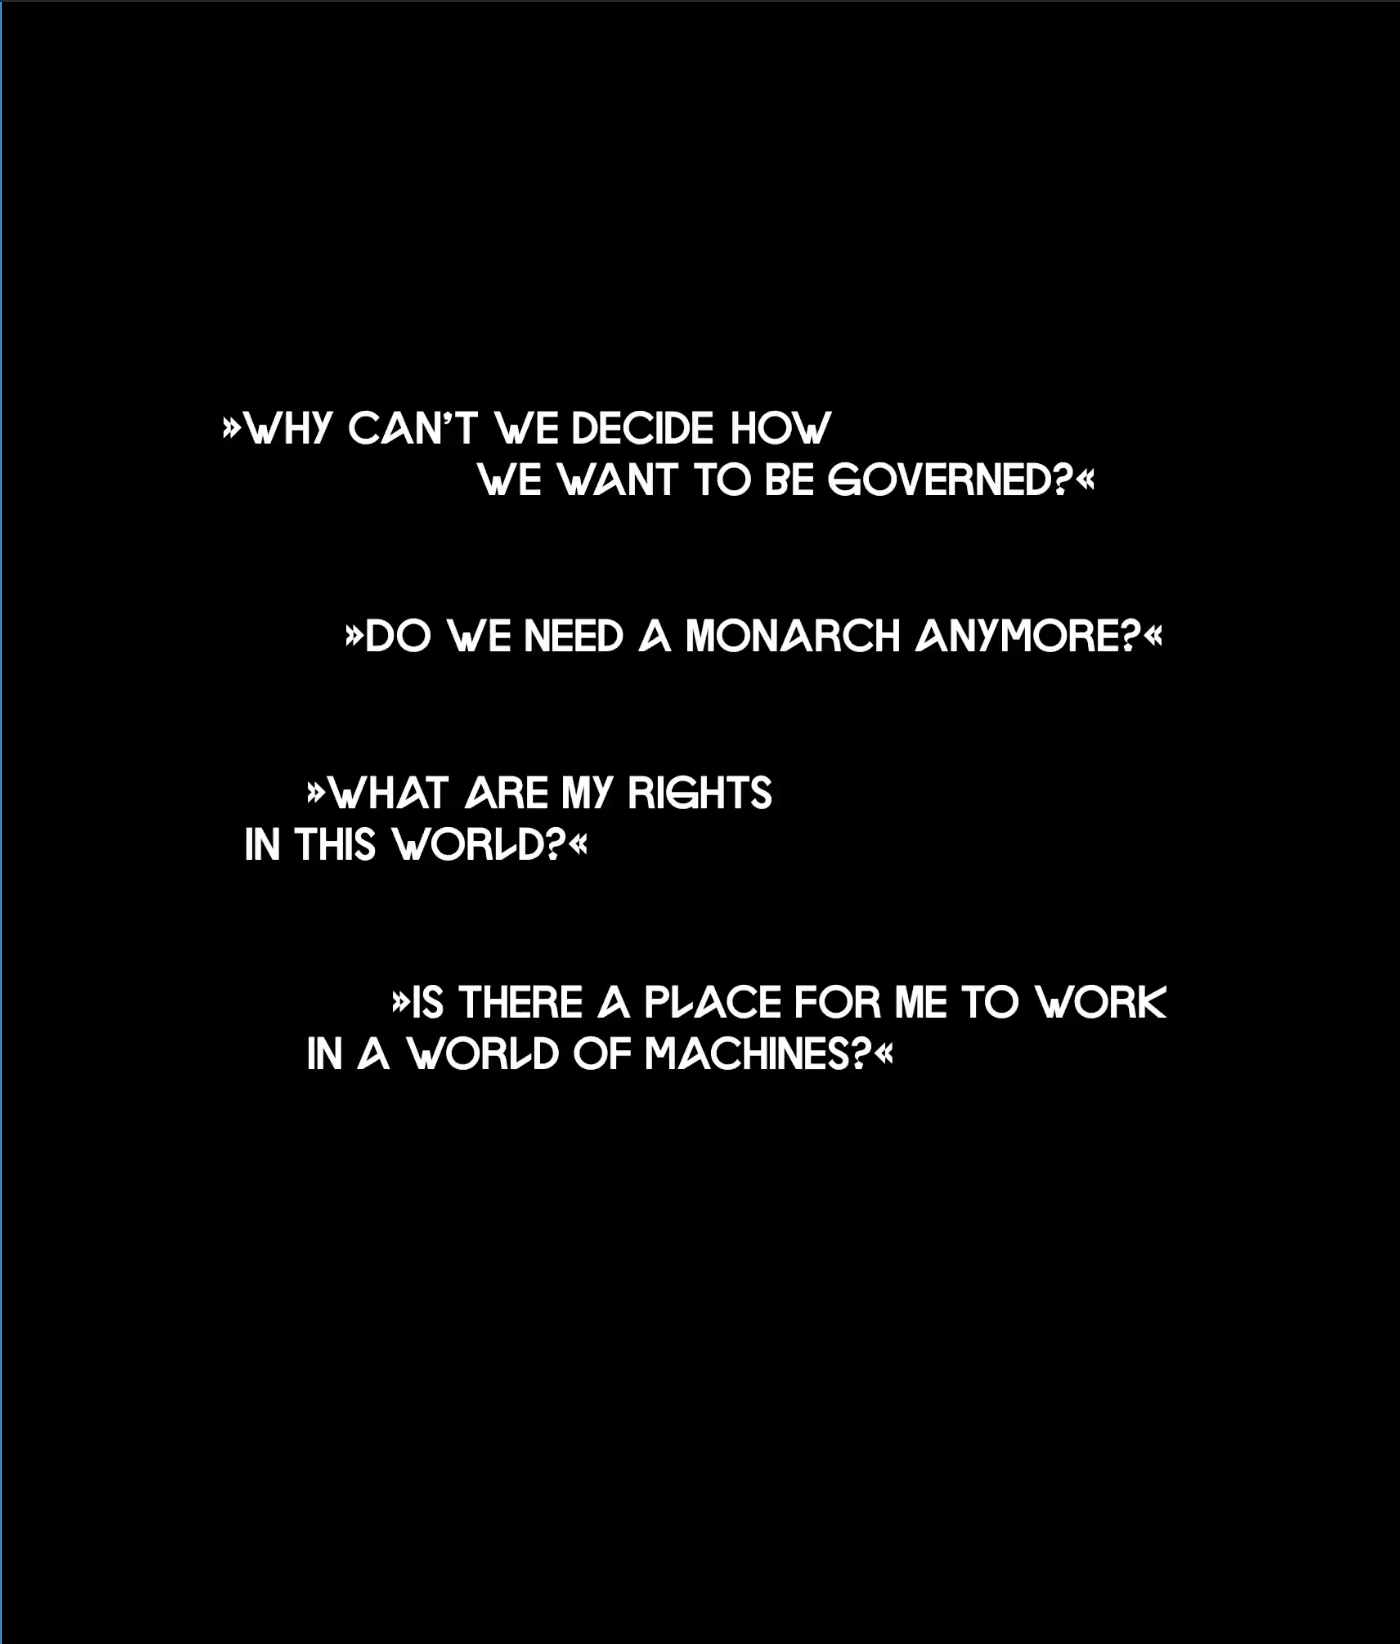 »WHY CAN’T WE DECIDE HOW
WE WANT TO BE GOVERNED?«
»DO WE NEED A MONARCH ANYMORE?«
»WHAT ARE MY RIGHTS
IN THIS WORLD?«
»IS THERE A PLACE FOR ME TO WORK
IN A WORLD OF MACHINES?«